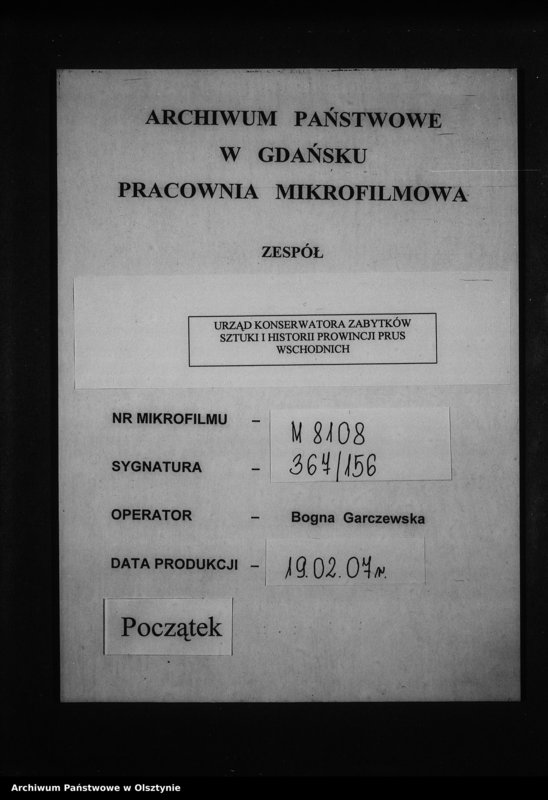 ARCHIWUM PAŃSTWOWE
W GDAŃSKU
PRACOWNIA MIKROFILMOWA
ZESPÓŁ
URZĄD KONSERWATORA ZABYTKÓW
SZTUKI I HISTORII PROWINCJI PRUS
WSCHODNICH
NR MIKROFILMU – M 8108
SYGNATURA – 367/156
OPERATOR – Bogna Garczewska
DATA PRODUKCJI – 19.02.07r.
Początek
Archiwum Państwowe w Olsztynie